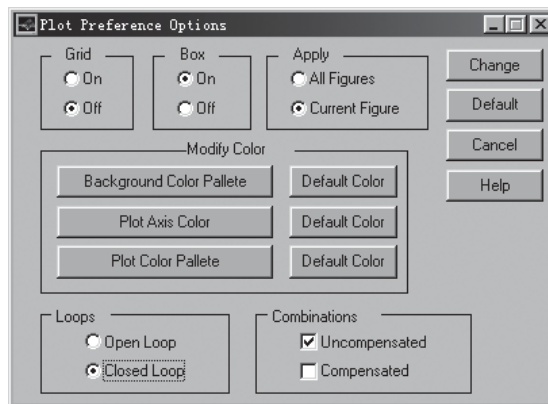 Plot Preference Options
Grid
On
Off
Box
On
Off
Apply
All Figures
Current Figure
Change
Default
Cancel
Help
Modify Color
Background Color Pallete
Default Color
Plot Axis Color
Default Color
Plot Color Pallete
Default Color
Loops
Open Loop
Closed Loop
Combinations
Uncompensated
Compensated